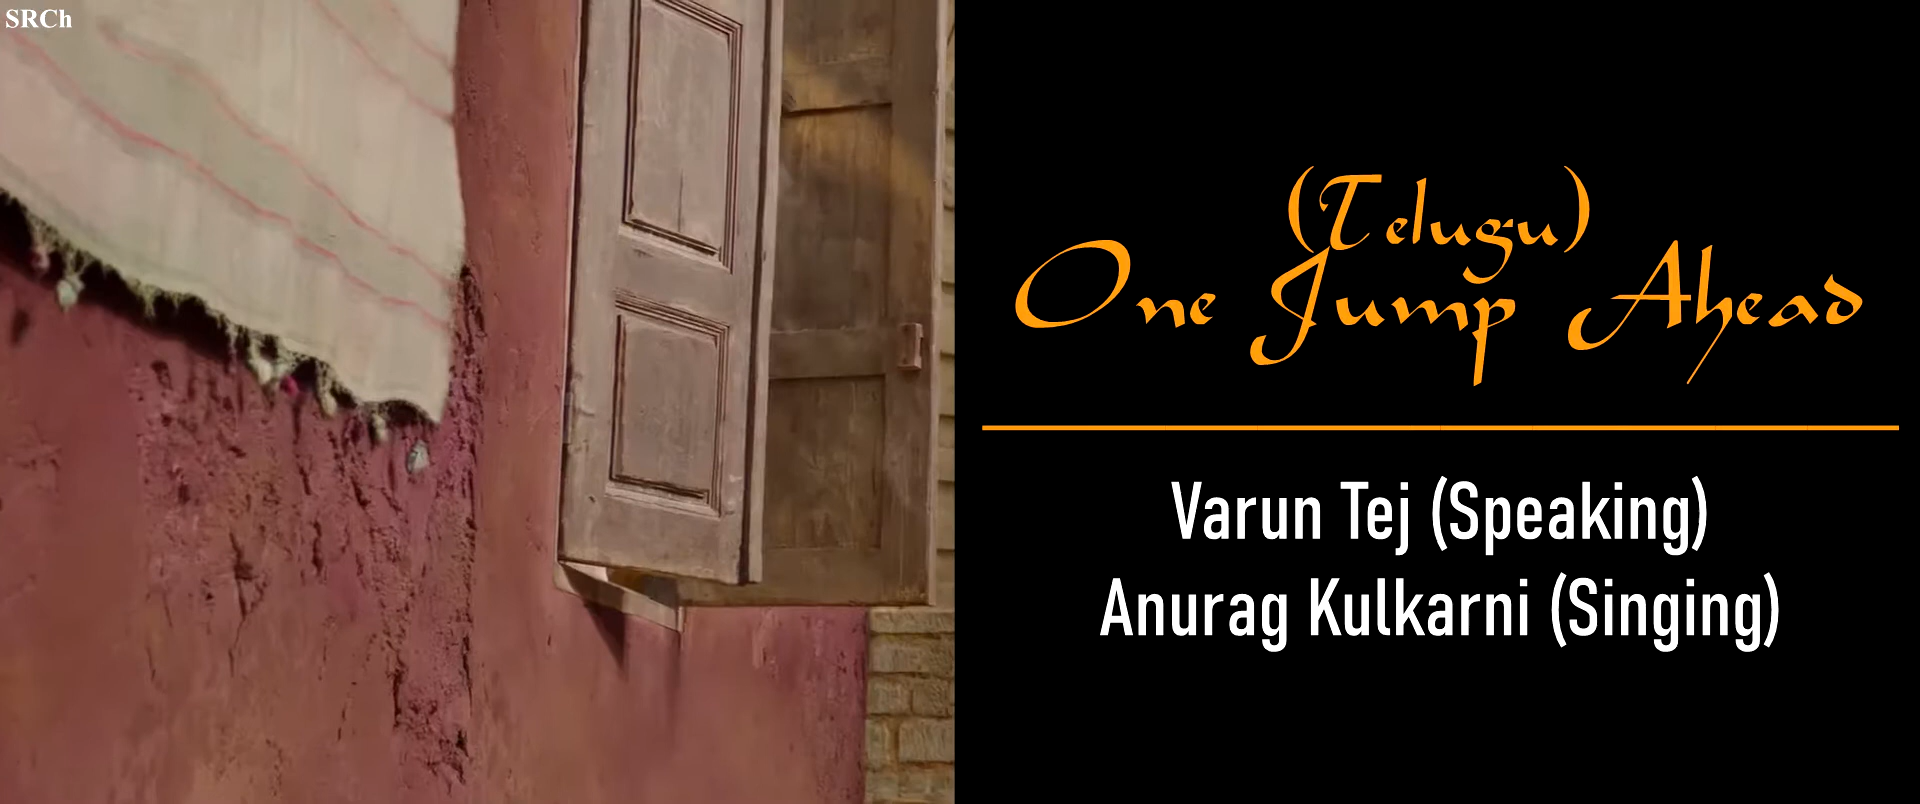 SRCh
(Telugu)
One Jump Ahead
Varun Tej (Speaking)
Anurag Kulkarni (Singing)